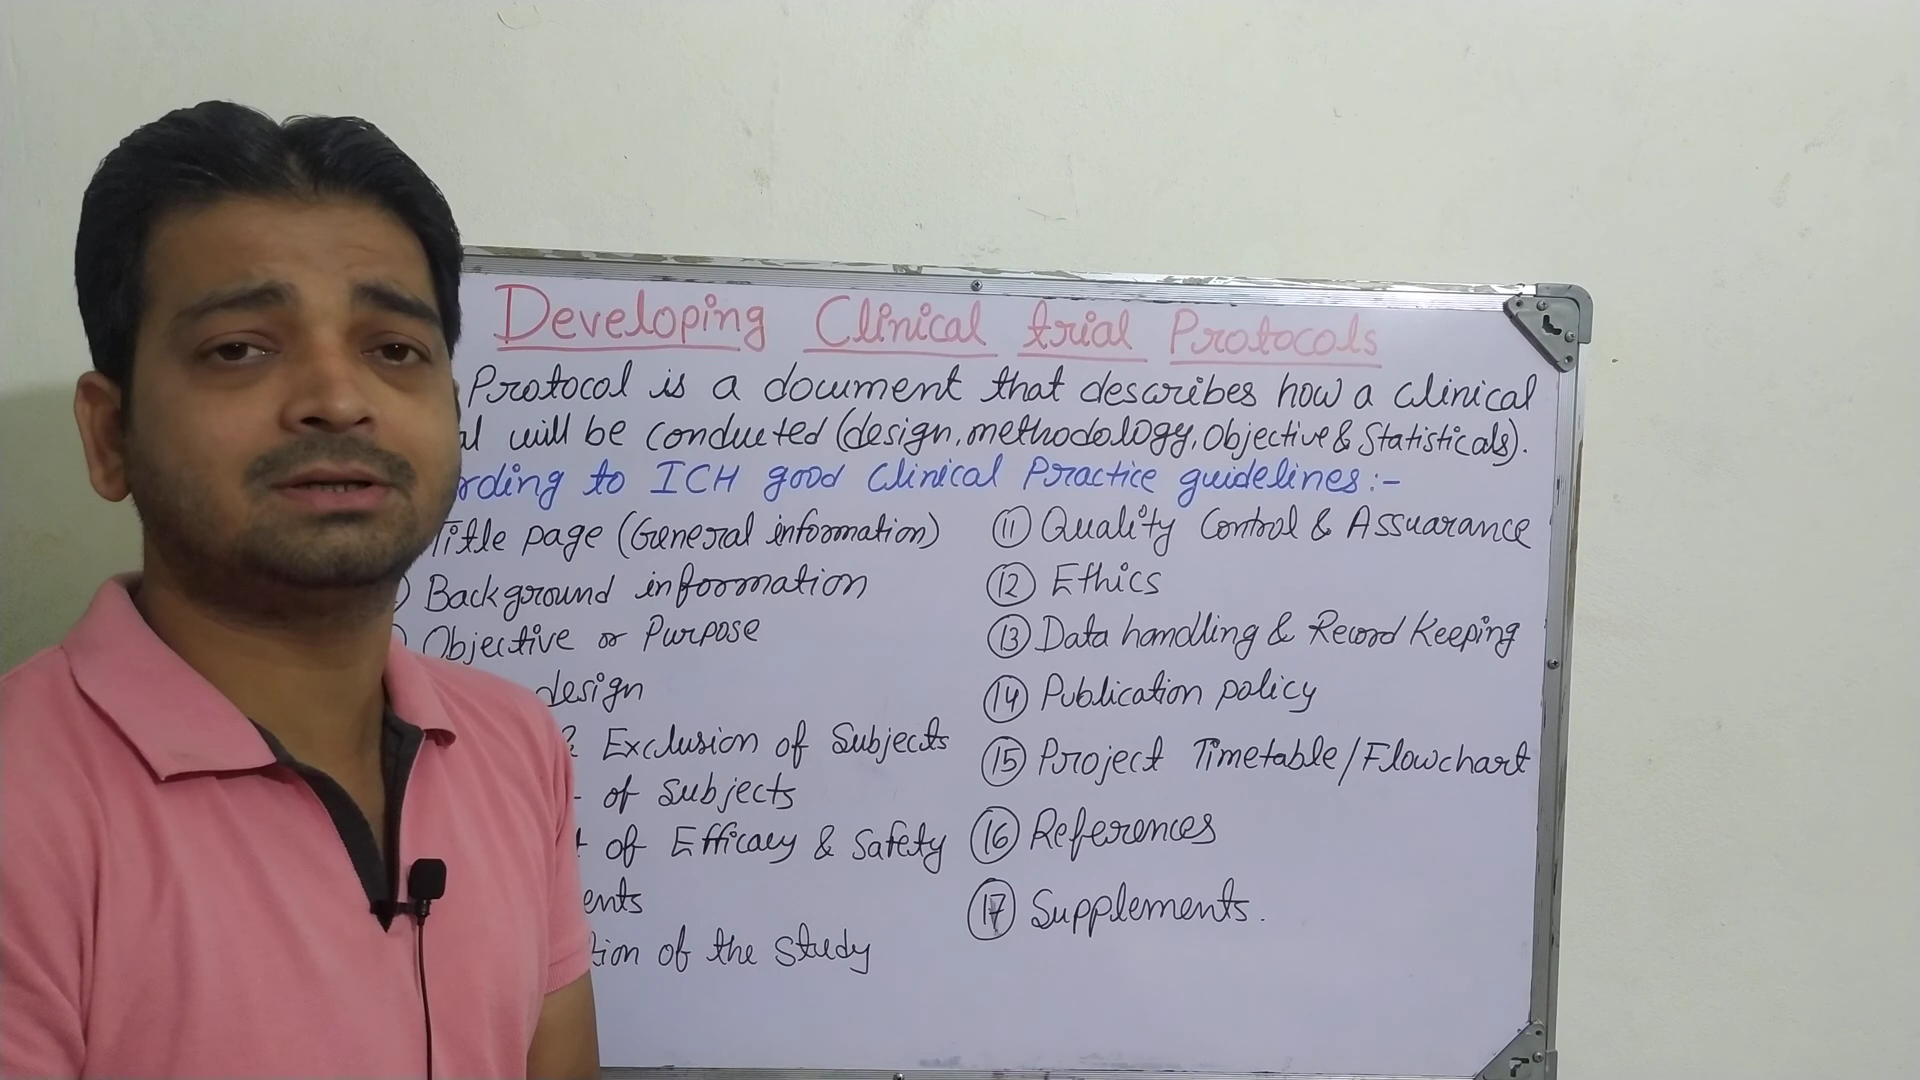 Developing Clinical trial Protocols
Protocol is a document that describes how a Clinical
al will be conducted (design, methodology, Objective & Statisticals).
rding to ICH good Clinical Practice guidelines:-
Title page (General information)
Background information
Objective or Purpose
design
& Exclusion of Subjects
of Subjects
of Efficacy & Safety
ents
tion of the Study
11 Quality Control & Assuarance
12 Ethics
13 Data handling & Record Keeping
14 Publication policy
15 Project Timetable/Flowchart
16 References
17 Supplements.